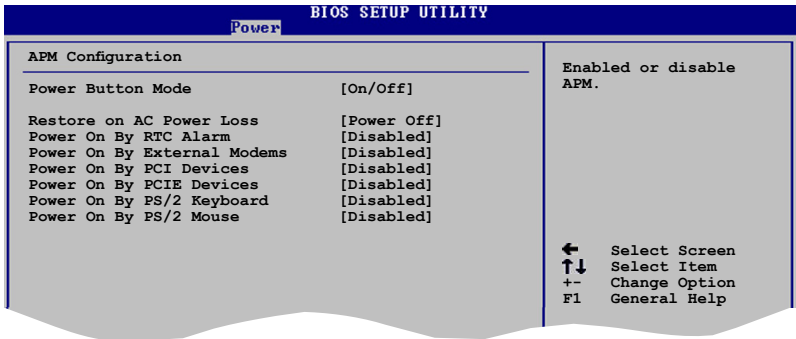 BIOS SETUP UTILITY
Power
APM Configuration
Power Button Mode [On/Off]
Restore on AC Power Loss [Power Off]
Power On By RTC Alarm [Disabled]
Power On By External Modems [Disabled]
Power On By PCI Devices [Disabled]
Power On By PCIE Devices [Disabled]
Power On By PS/2 Keyboard [Disabled]
Power On By PS/2 Mouse [Disabled]
Enabled or disable
APM.
← Select Screen
↑↓ Select Item
+- Change Option
F1 General Help